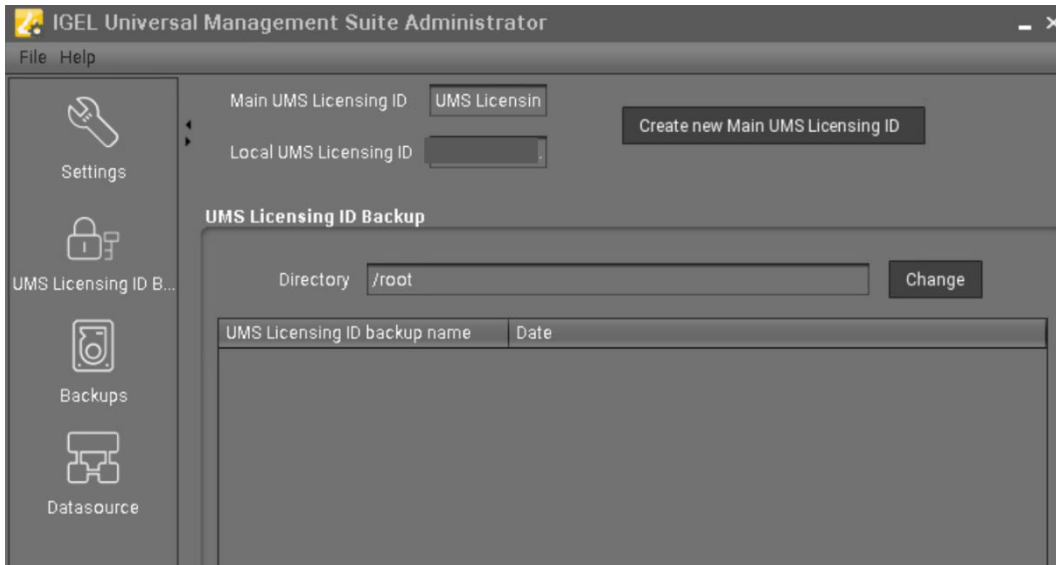 IGEL Universal Management Suite Administrator
File Help
Settings
UMS Licensing ID B...
Backups
Datasource
Main UMS Licensing ID UMS Licensin
Create new Main UMS Licensing ID
Local UMS Licensing ID
UMS Licensing ID Backup
Directory /root Change
UMS Licensing ID backup name Date